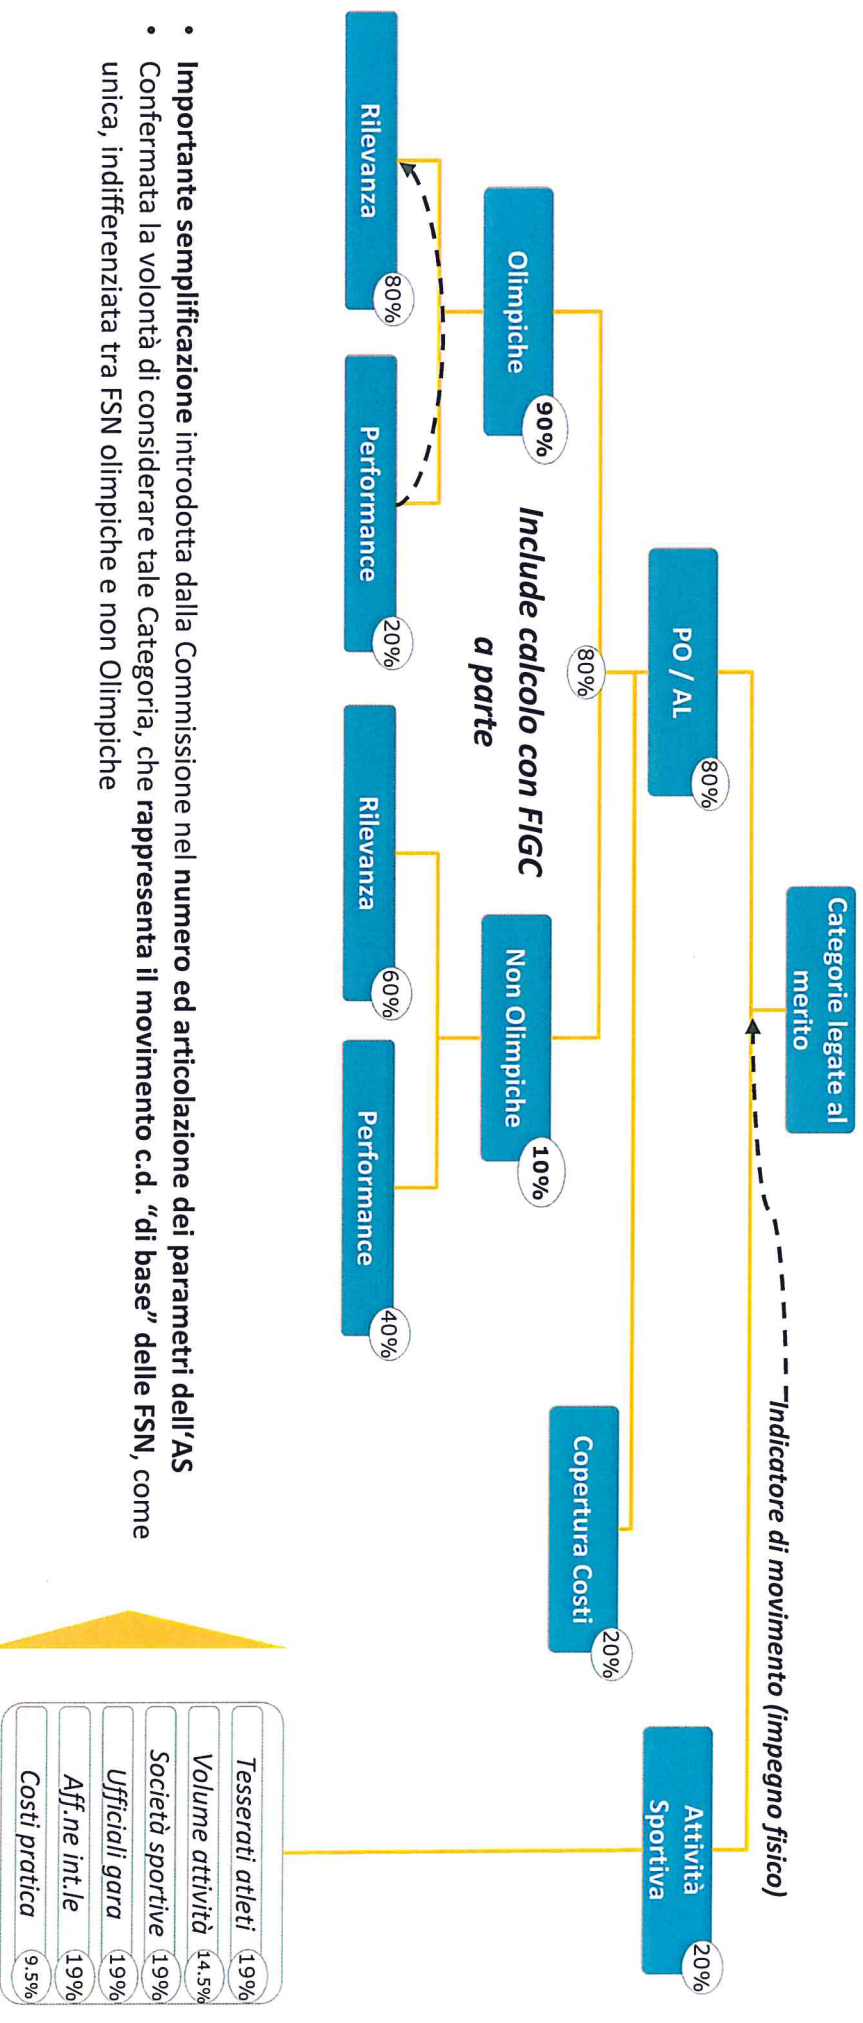 Categorie legate al
merito
Indicatore di movimento (impegno fisico)
PO / AL
80%
Attività
Sportiva
20%
80%
Copertura Costi
20%
Olimpiche
90%
Include calcolo con FIGC
a parte
Non Olimpiche
10%
Rilevanza
80%
Performance
20%
Rilevanza
60%
Performance
40%
Tesserati atleti 19%
Volume attività 14.5%
Società sportive 19%
Ufficiali gara 19%
Aff.ne int.le 19%
Costi pratica 9.5%
• Importante semplificazione introdotta dalla Commissione nel numero ed articolazione dei parametri dell'AS
• Confermata la volontà di considerare tale Categoria, che rappresenta il movimento c.d. "di base" delle FSN, come
unica, indifferenziata tra FSN olimpiche e non Olimpiche